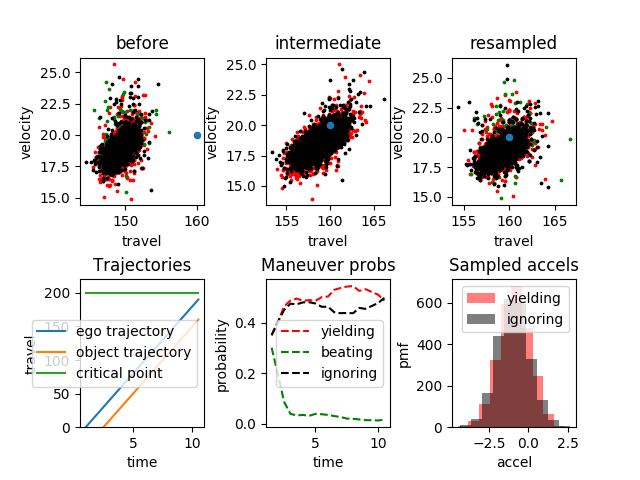 before
intermediate
resampled
25.0
22.5
20.0
17.5
15.0
velocity
150
160
travel
25.0
22.5
20.0
17.5
15.0
velocity
155
160
165
travel
25.0
22.5
20.0
17.5
15.0
velocity
155
160
165
travel
Trajectories
Maneuver probs
Sampled accels
200
150
100
50
0
travel
ego trajectory
object trajectory
critical point
5
10
time
0.4
0.2
0.0
probability
yielding
beating
ignoring
5
10
time
600
400
200
0
pmf
yielding
ignoring
−2.5
0.0
2.5
accel